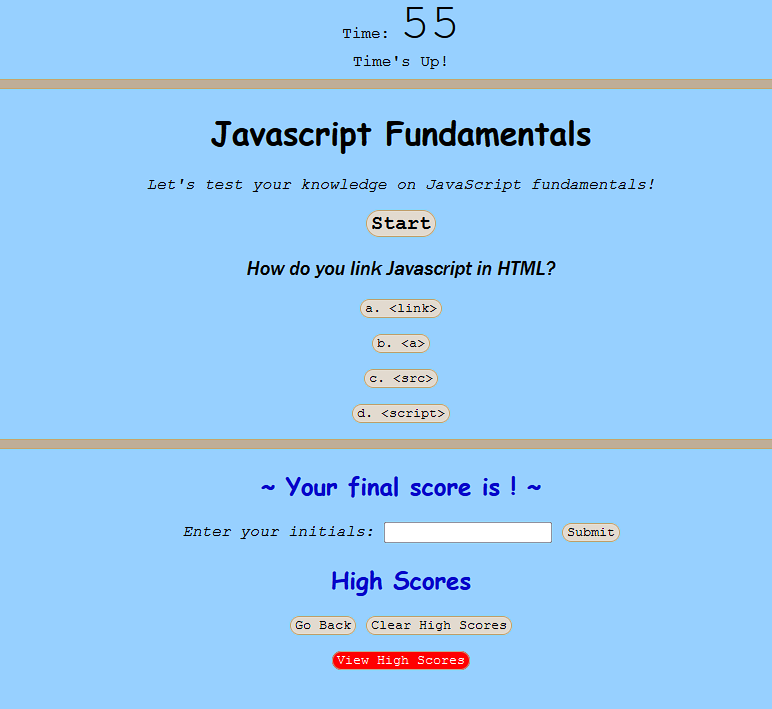 Time: 55
Time's Up!
Javascript Fundamentals
Let's test your knowledge on JavaScript fundamentals!
Start
How do you link Javascript in HTML?
a. <link>
b. <a>
c. <src>
d. <script>
~ Your final score is ! ~
Enter your initials: Submit
High Scores
Go Back Clear High Scores
View High Scores